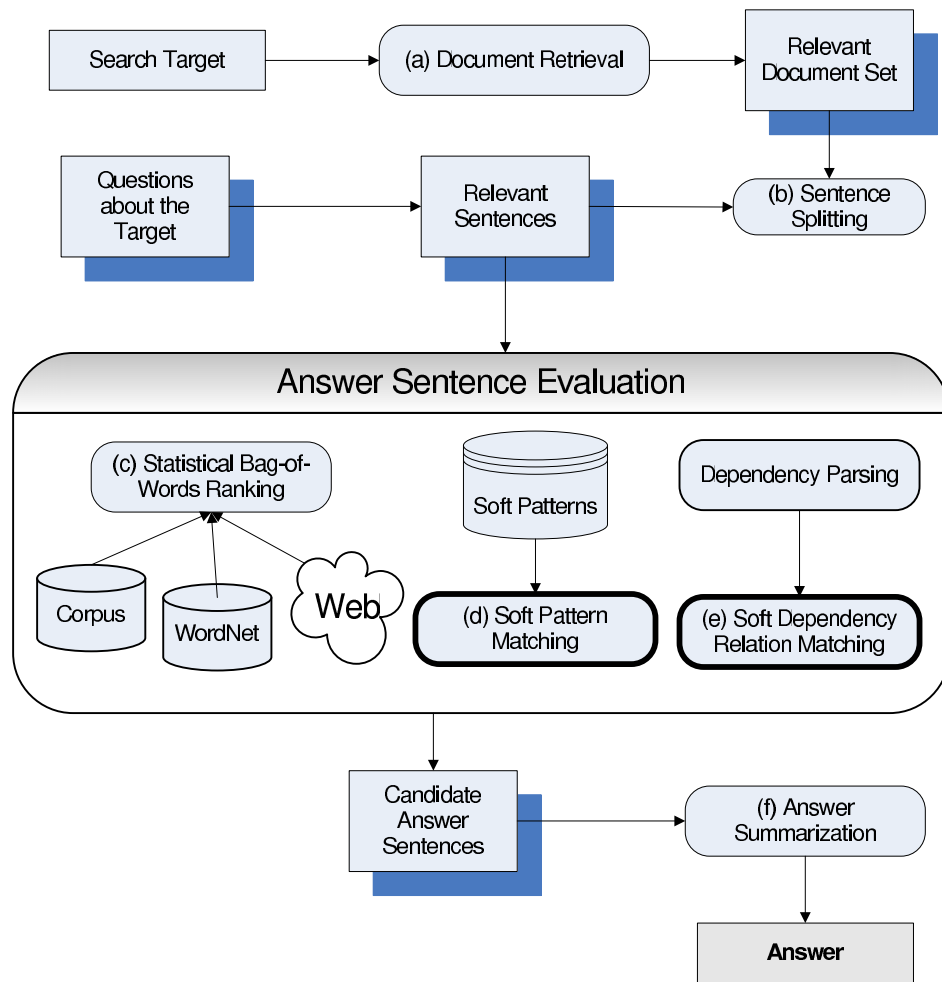 Search Target
(a) Document Retrieval
Relevant
Document Set
Questions
about the
Target
Relevant
Sentences
(b) Sentence
Splitting
Answer Sentence Evaluation
(c) Statistical Bag-of-
Words Ranking
Soft Patterns
Dependency Parsing
Corpus
WordNet
Web
(d) Soft Pattern
Matching
(e) Soft Dependency
Relation Matching
Candidate
Answer
Sentences
(f) Answer
Summarization
Answer